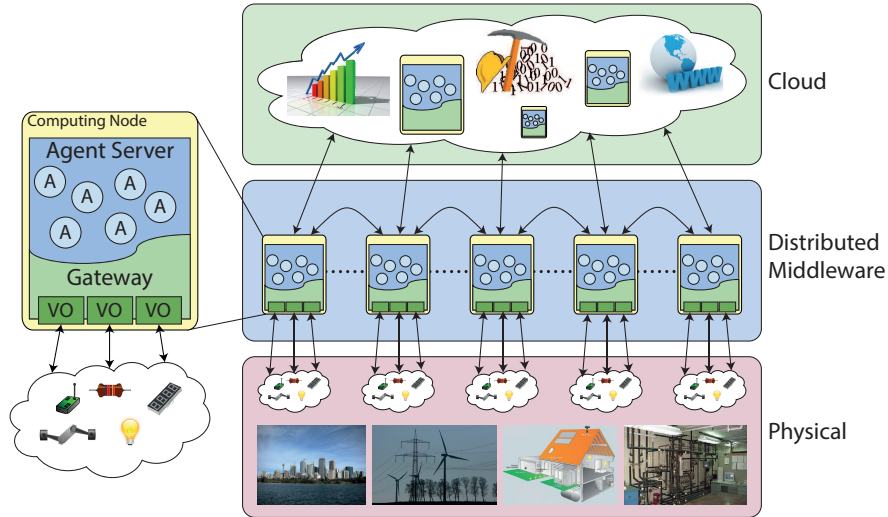 Cloud
WWW
Computing Node
Agent Server
A
A
A
A
A
A
A
Gateway
VO
VO
VO
Distributed
Middleware
Physical